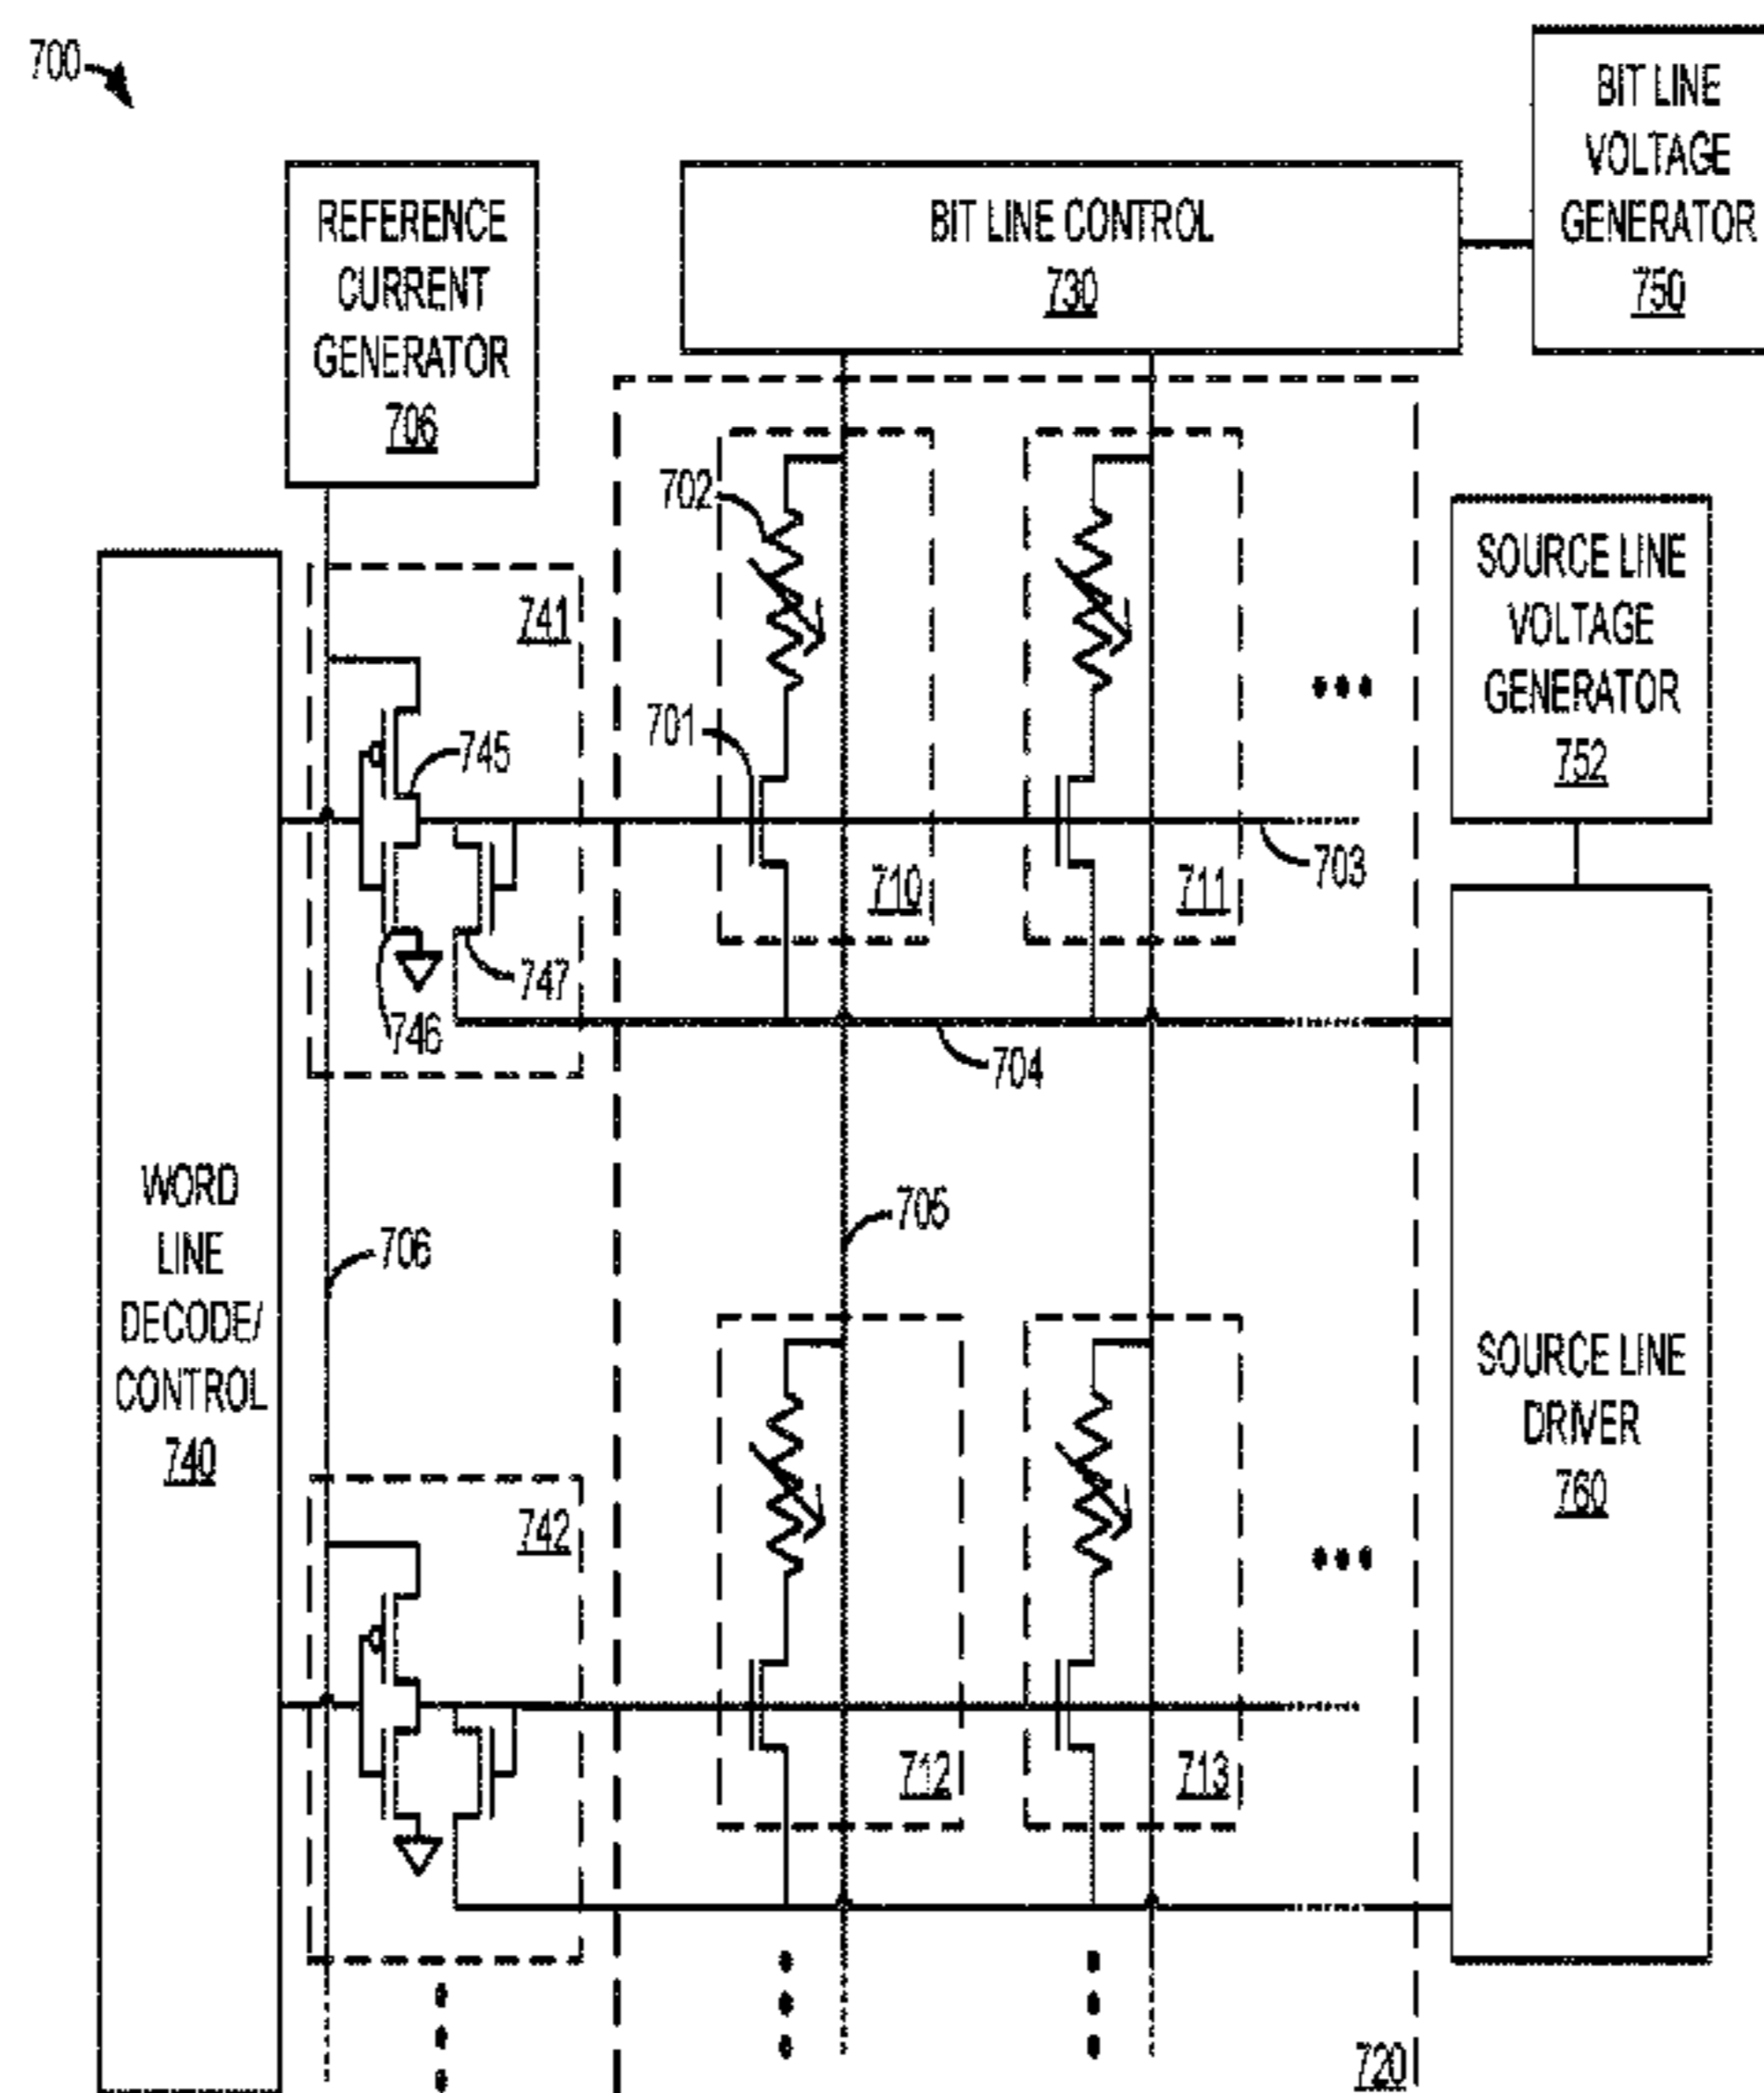 700
BIT LINE
VOLTAGE
GENERATOR
750
REFERENCE
CURRENT
GENERATOR
706
BIT LINE CONTROL
730
702
741
SOURCE LINE
VOLTAGE
GENERATOR
752
701
745
703
710
711
747
746
704
WORD
LINE
DECODE/
CONTROL
740
706
705
SOURCE LINE
DRIVER
760
742
712
713
720